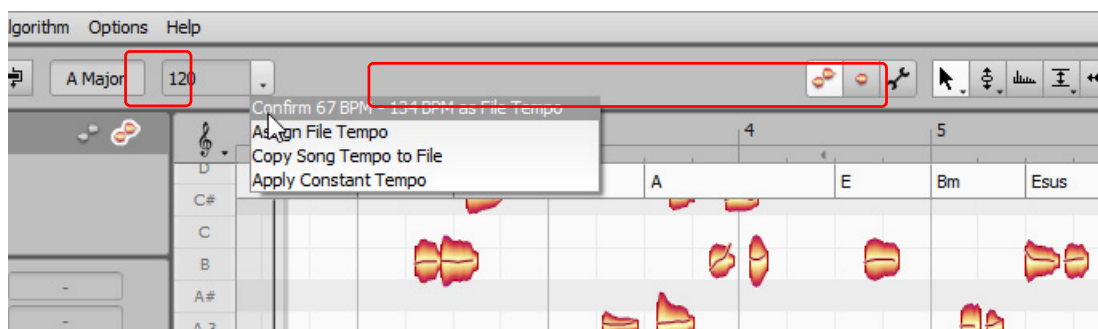 lgorithm Options Help
A Major 120
Confirm 67 BPM – 134 BPM as File Tempo
Assign File Tempo
Copy Song Tempo to File
Apply Constant Tempo
4 5
A E Bm Esus
D
C#
C
B
A#
A 3
-
-